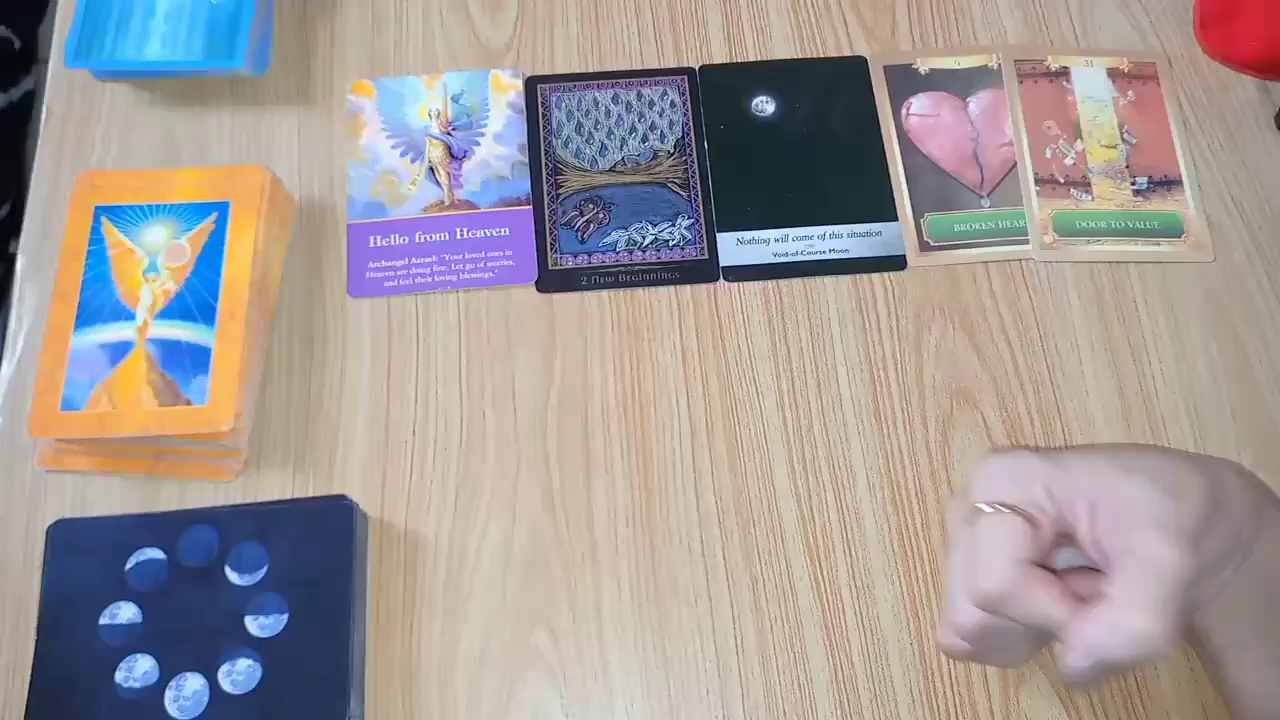 Hello from Heaven
Archangel Azrael: "Your loved ones in
Heaven are doing fine. Let go of worries,
and feel their loving blessings."
2 New Beginnings
Nothing will come of this situation
Void-of-Course Moon
9
BROKEN HEAR
31
DOOR TO VALUE